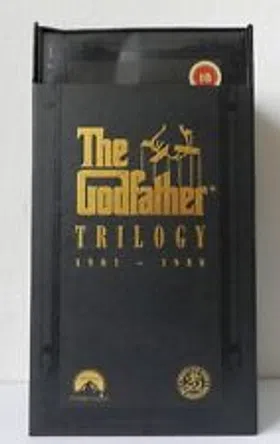 18
The
Godfather
TRILOGY
1901 - 1980